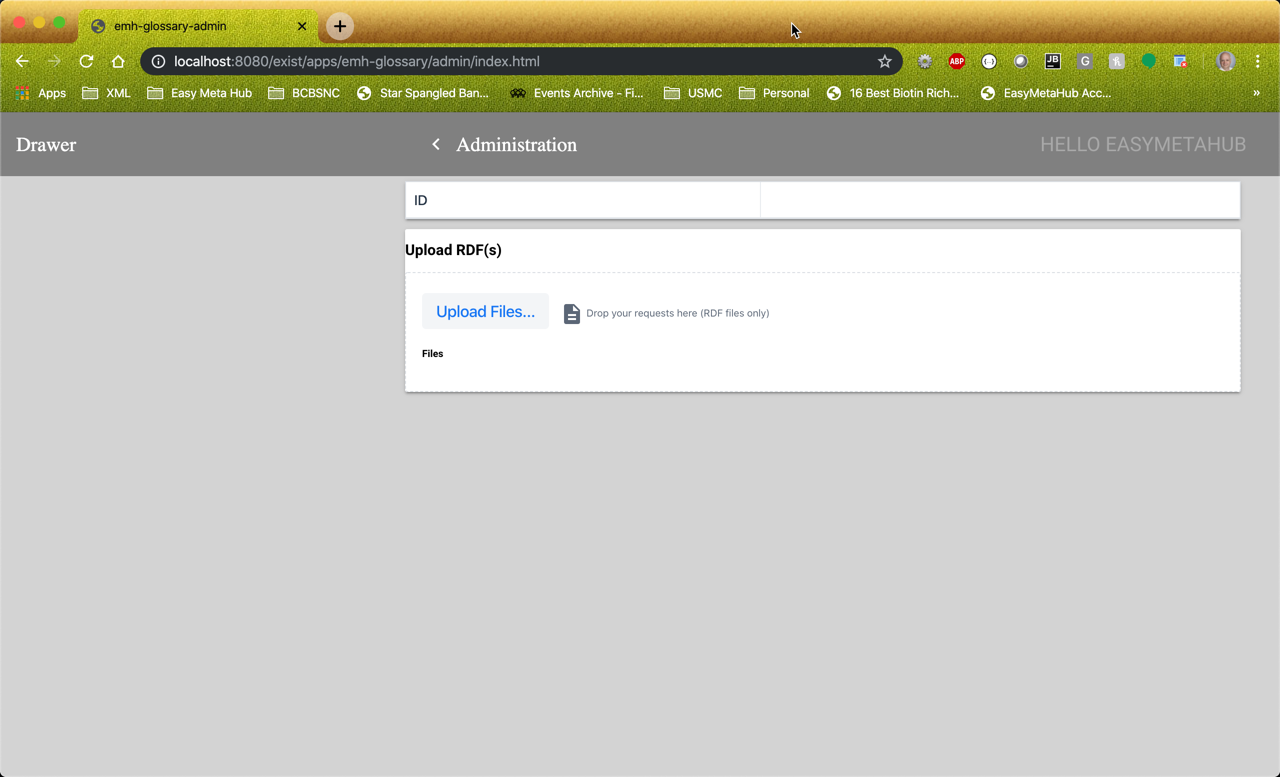 emh-glossary-admin
localhost:8080/exist/apps/emh-glossary/admin/index.html
ABP
JB
G
Apps XML Easy Meta Hub BCBSNC Star Spangled Ban... Events Archive - Fi... USMC Personal 16 Best Biotin Rich... EasyMetaHub Acc... »
Drawer Administration HELLO EASYMETAHUB
ID
Upload RDF(s)
Upload Files... Drop your requests here (RDF files only)
Files